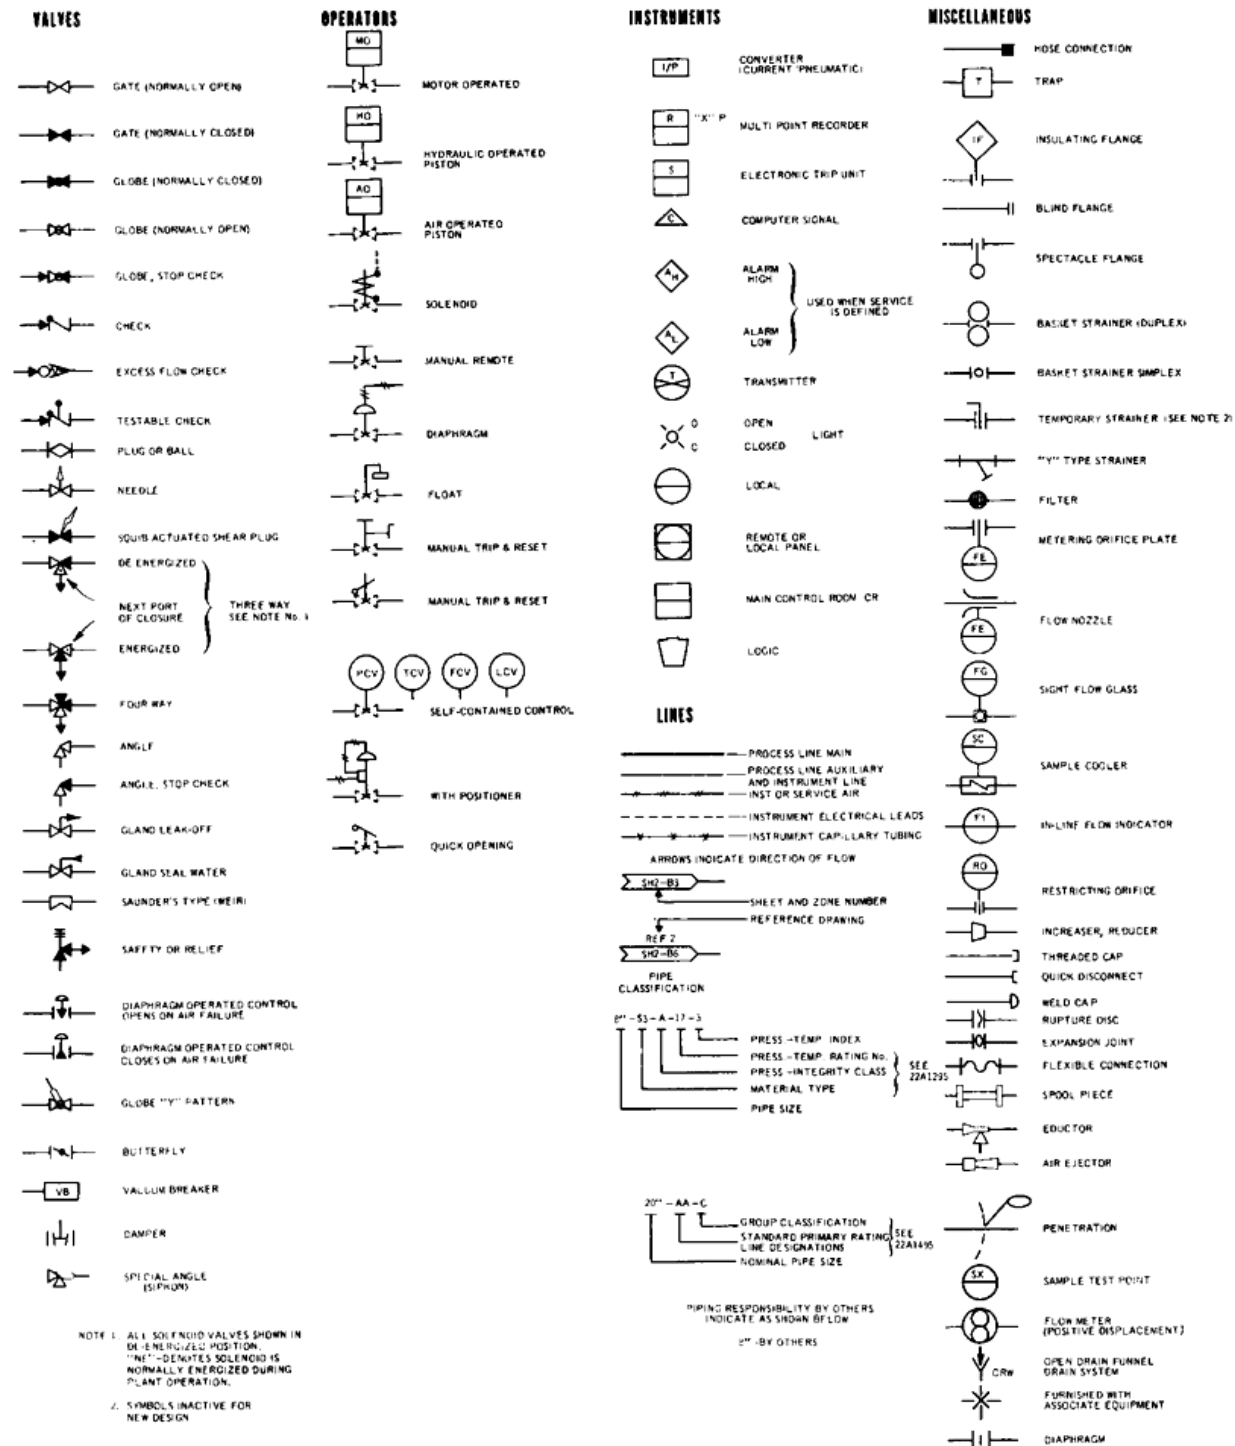 VALVES
GATE (NORMALLY OPEN)
GATE (NORMALLY CLOSED)
GLOBE (NORMALLY CLOSED)
GLOBE (NORMALLY OPEN)
GLOBE, STOP CHECK
CHECK
EXCESS FLOW CHECK
TESTABLE CHECK
PLUG OR BALL
NEEDLE
SQUIB ACTUATED SHEAR PLUG
DE ENERGIZED
NEXT PORT
OF CLOSURE
THREE WAY
SEE NOTE No. 1
ENERGIZED
FOUR WAY
ANGLE
ANGLE, STOP CHECK
GLAND LEAK-OFF
GLAND SEAL WATER
SAUNDER'S TYPE (WEIR)
SAFETY OR RELIEF
DIAPHRAGM OPERATED CONTROL
OPENS ON AIR FAILURE
DIAPHRAGM OPERATED CONTROL
CLOSES ON AIR FAILURE
GLOBE "Y" PATTERN
BUTTERFLY
VB
VACUUM BREAKER
DAMPER
SPECIAL ANGLE
(SIPHON)
NOTE 1. ALL SOLENOID VALVES SHOWN IN
DE-ENERGIZED POSITION.
"NE"-DENOTES SOLENOID IS
NORMALLY ENERGIZED DURING
PLANT OPERATION.
2. SYMBOLS INACTIVE FOR
NEW DESIGN
OPERATORS
MO
MOTOR OPERATED
HO
HYDRAULIC OPERATED
PISTON
AO
AIR OPERATED
PISTON
SOLENOID
MANUAL REMOTE
DIAPHRAGM
FLOAT
MANUAL TRIP & RESET
MANUAL TRIP & RESET
PCV TCV FCV LCV
SELF-CONTAINED CONTROL
WITH POSITIONER
QUICK OPENING
INSTRUMENTS
I/P
CONVERTER
(CURRENT PNEUMATIC)
R "X" P
MULTI POINT RECORDER
S
ELECTRONIC TRIP UNIT
C
COMPUTER SIGNAL
AH
ALARM
HIGH
USED WHEN SERVICE
IS DEFINED
AL
ALARM
LOW
T
TRANSMITTER
O OPEN
LIGHT
C CLOSED
LOCAL
REMOTE OR
LOCAL PANEL
MAIN CONTROL ROOM CR
LOGIC
LINES
PROCESS LINE MAIN
PROCESS LINE AUXILIARY
AND INSTRUMENT LINE
INST OR SERVICE AIR
INSTRUMENT ELECTRICAL LEADS
INSTRUMENT CAPILLARY TUBING
ARROWS INDICATE DIRECTION OF FLOW
SH2-B3
SHEET AND ZONE NUMBER
REFERENCE DRAWING
REF 2
SH2-B6
PIPE
CLASSIFICATION
8"-S3-A-17-3
PRESS-TEMP. INDEX
PRESS-TEMP. RATING No.
PRESS-INTEGRITY CLASS
MATERIAL TYPE
PIPE SIZE
SEE
22A1295
20"-AA-C
GROUP CLASSIFICATION
STANDARD PRIMARY RATING
LINE DESIGNATIONS
NOMINAL PIPE SIZE
SEE
22A1495
PIPING RESPONSIBILITY BY OTHERS
INDICATE AS SHOWN BELOW
-BY OTHERS
MISCELLANEOUS
HOSE CONNECTION
T
TRAP
IF
INSULATING FLANGE
BLIND FLANGE
SPECTACLE FLANGE
BASKET STRAINER (DUPLEX)
BASKET STRAINER SIMPLEX
TEMPORARY STRAINER (SEE NOTE 2)
"Y" TYPE STRAINER
FILTER
METERING ORIFICE PLATE
FE
FLOW NOZZLE
FE
FG
SIGHT FLOW GLASS
SC
SAMPLE COOLER
F1
IN-LINE FLOW INDICATOR
RO
RESTRICTING ORIFICE
INCREASER, REDUCER
THREADED CAP
QUICK DISCONNECT
WELD CAP
RUPTURE DISC
EXPANSION JOINT
FLEXIBLE CONNECTION
SPOOL PIECE
EDUCTOR
AIR EJECTOR
PENETRATION
SX
SAMPLE TEST POINT
FLOW METER
(POSITIVE DISPLACEMENT)
CRW
OPEN DRAIN FUNNEL
DRAIN SYSTEM
FURNISHED WITH
ASSOCIATE EQUIPMENT
DIAPHRAGM